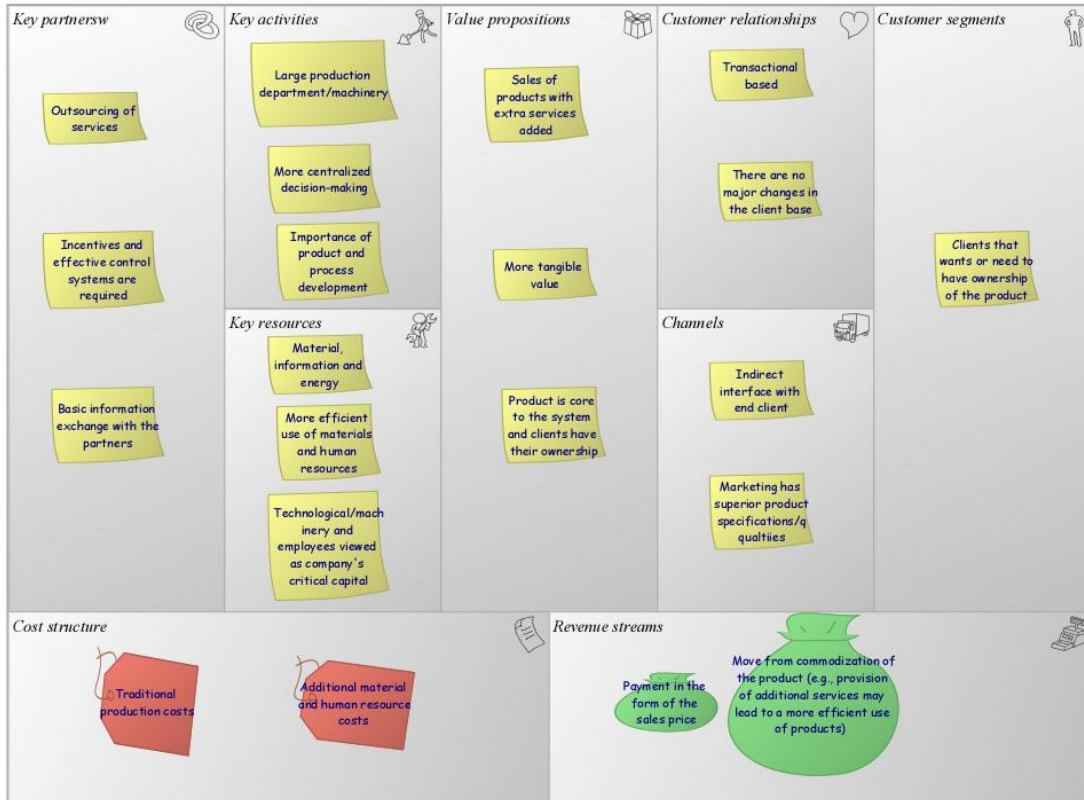 Key partnersw
Outsourcing of
services
Incentives and
effective control
systems are
required
Basic information
exchange with the
partners
Key activities
Large production
department/machinery
More centralized
decision-making
Importance of
product and
process
development
Key resources
Material,
information and
energy
More efficient
use of materials
and human
resources
Technological/mach
inery and
employees viewed
as company's
critical capital
Value propositions
Sales of
products with
extra services
added
More tangible
value
Product is core
to the system
and clients have
their ownership
Customer relationships
Transactional
based
There are no
major changes in
the client base
Channels
Indirect
interface with
end client
Marketing has
superior product
specifications/q
qualtiies
Customer segments
Clients that
wants or need to
have ownership
of the product
Cost structure
Traditional
production costs
Additional material
and human resource
costs
Revenue streams
Payment in the
form of the
sales price
Move from commodization of
the product (e.g., provision
of additional services may
lead to a more efficient use
of products)